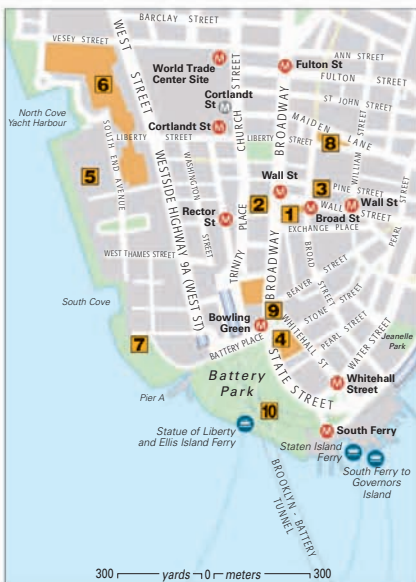 BARCLAY STREET
VESEY STREET
WEST STREET
World Trade
Center Site
STREET
Fulton St
ANN STREET
FULTON STREET
6
Cortlandt
St
BROADWAY
ST JOHN STREET
North Cove
Yacht Harbour
Cortlandt St
CHURCH
MAIDEN LANE
LIBERTY STREET
LIBERTY STREET
8
SOUTH END AVENUE
WILLIAM STREET
5
WASHINGTON STREET
Wall St
3
PINE STREET
Wall St
2
1
WALL STREET
Broad St
Rector
St
EXCHANGE PLACE
PEARL STREET
WESTSIDE HIGHWAY 9A (WEST ST)
TRINITY PLACE
BROADWAY
BROAD STREET
WEST THAMES STREET
BEAVER STREET
STONE STREET
South Cove
9
Bowling
Green
WHITEHALL ST
PEARL STREET
WATER STREET
Jeanelle
Park
7
4
BATTERY PLACE
STATE STREET
Battery
Park
Whitehall
Street
Pier A
10
South Ferry
Statue of Liberty
and Ellis Island Ferry
Staten Island
Ferry
South Ferry to
Governors
Island
BROOKLYN - BATTERY
TUNNEL
300 yards 0 meters 300